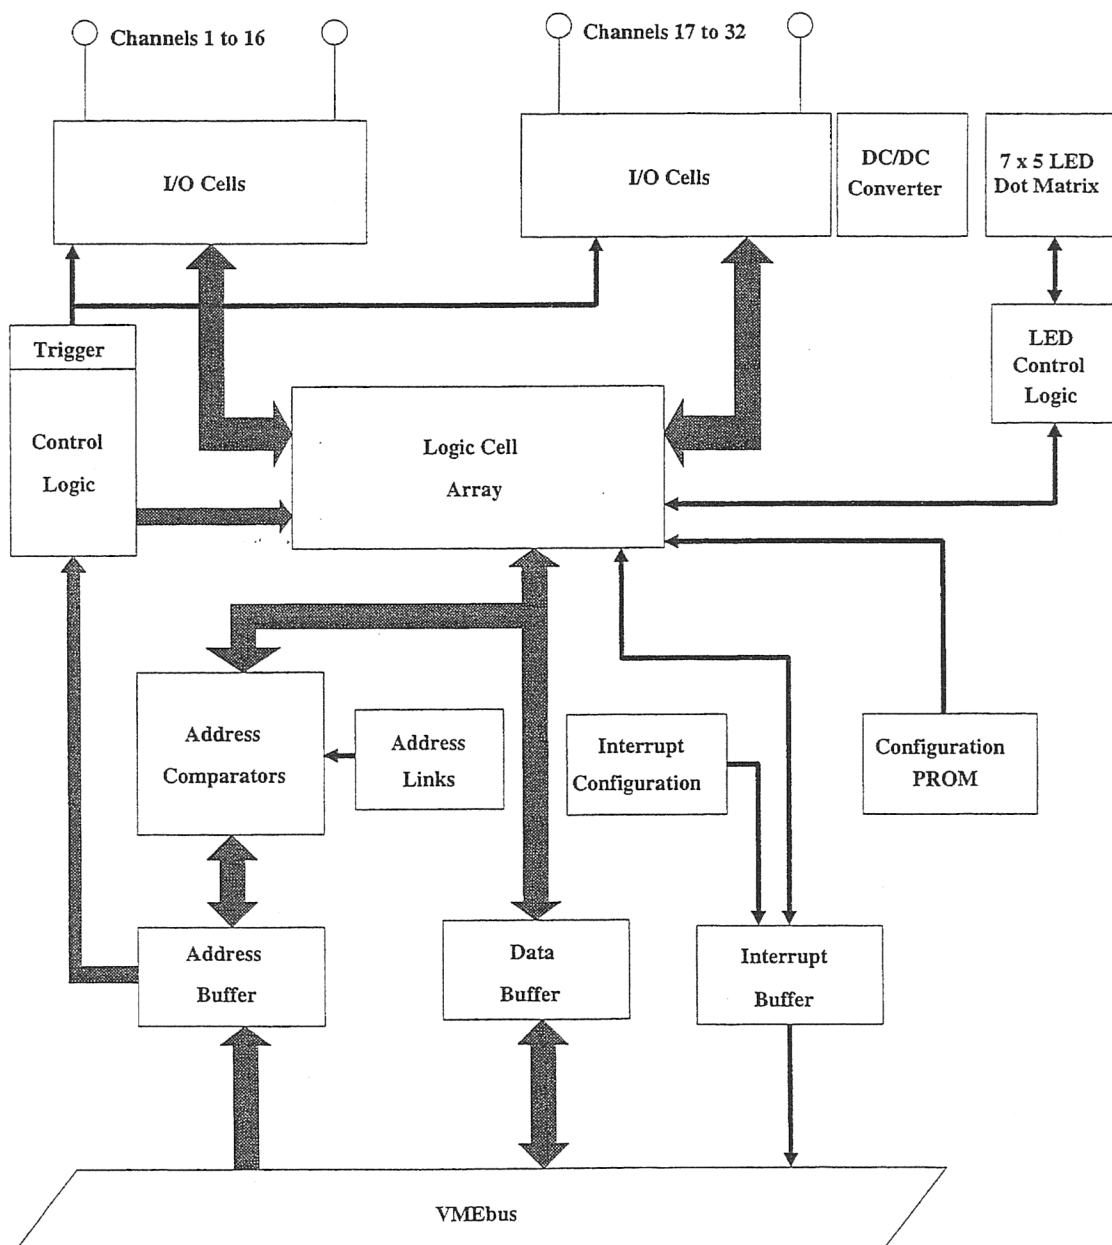 Channels 1 to 16
Channels 17 to 32
I/O Cells
I/O Cells
DC/DC
Converter
7 x 5 LED
Dot Matrix
Trigger
Control
Logic
Logic Cell
Array
LED
Control
Logic
Address
Comparators
Address
Links
Interrupt
Configuration
Configuration
PROM
Address
Buffer
Data
Buffer
Interrupt
Buffer
VMEbus